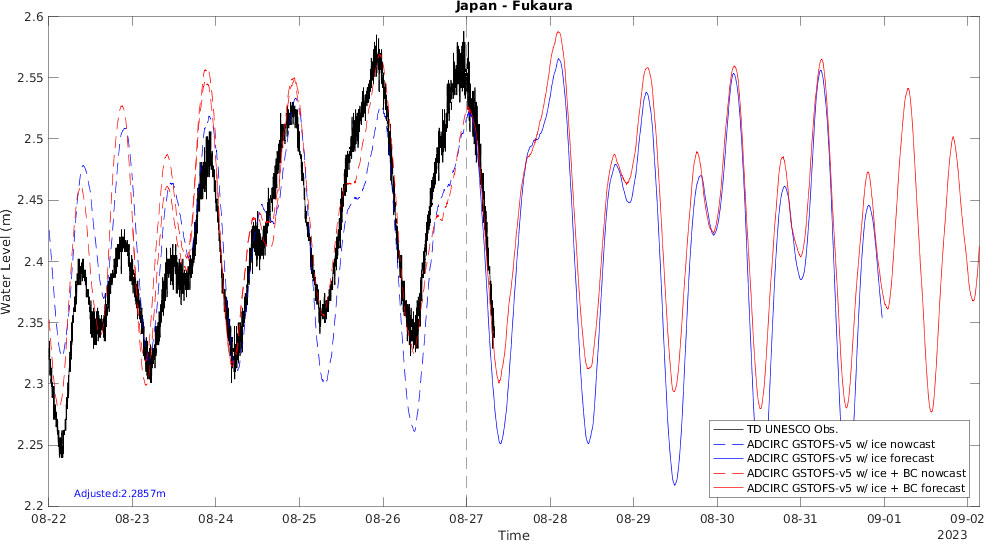 Japan - Fukaura
Water Level (m)
2.6
2.55
2.5
2.45
2.4
2.35
2.3
2.25
2.2
TD UNESCO Obs.
ADCIRC GSTOFS-v5 w/ ice nowcast
ADCIRC GSTOFS-v5 w/ ice forecast
ADCIRC GSTOFS-v5 w/ ice + BC nowcast
ADCIRC GSTOFS-v5 w/ ice + BC forecast
Adjusted:2.2857m
08-22 08-23 08-24 08-25 08-26 08-27 08-28 08-29 08-30 08-31 09-01 09-02
Time
2023